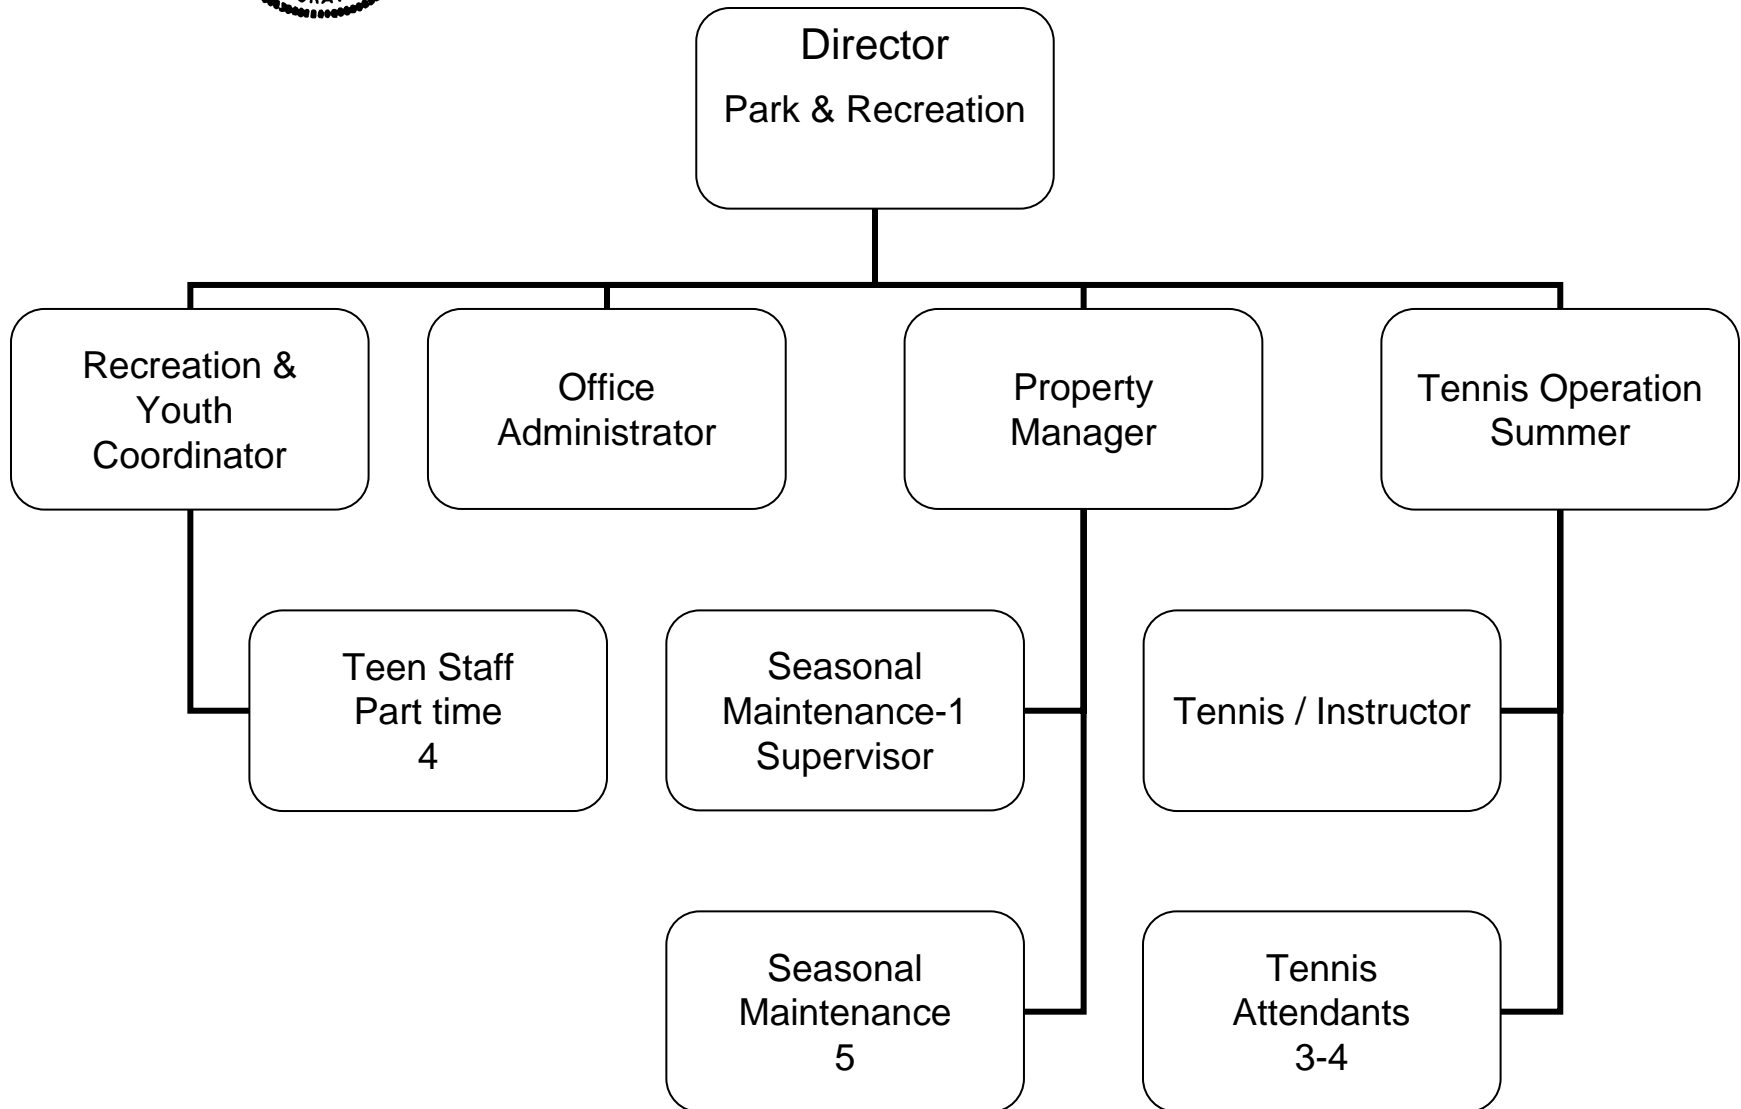 Director
Park & Recreation
Recreation &
Youth
Coordinator
Office
Administrator
Property
Manager
Tennis Operation
Summer
Teen Staff
Part time
4
Seasonal
Maintenance-1
Supervisor
Tennis / Instructor
Seasonal
Maintenance
5
Tennis
Attendants
3-4